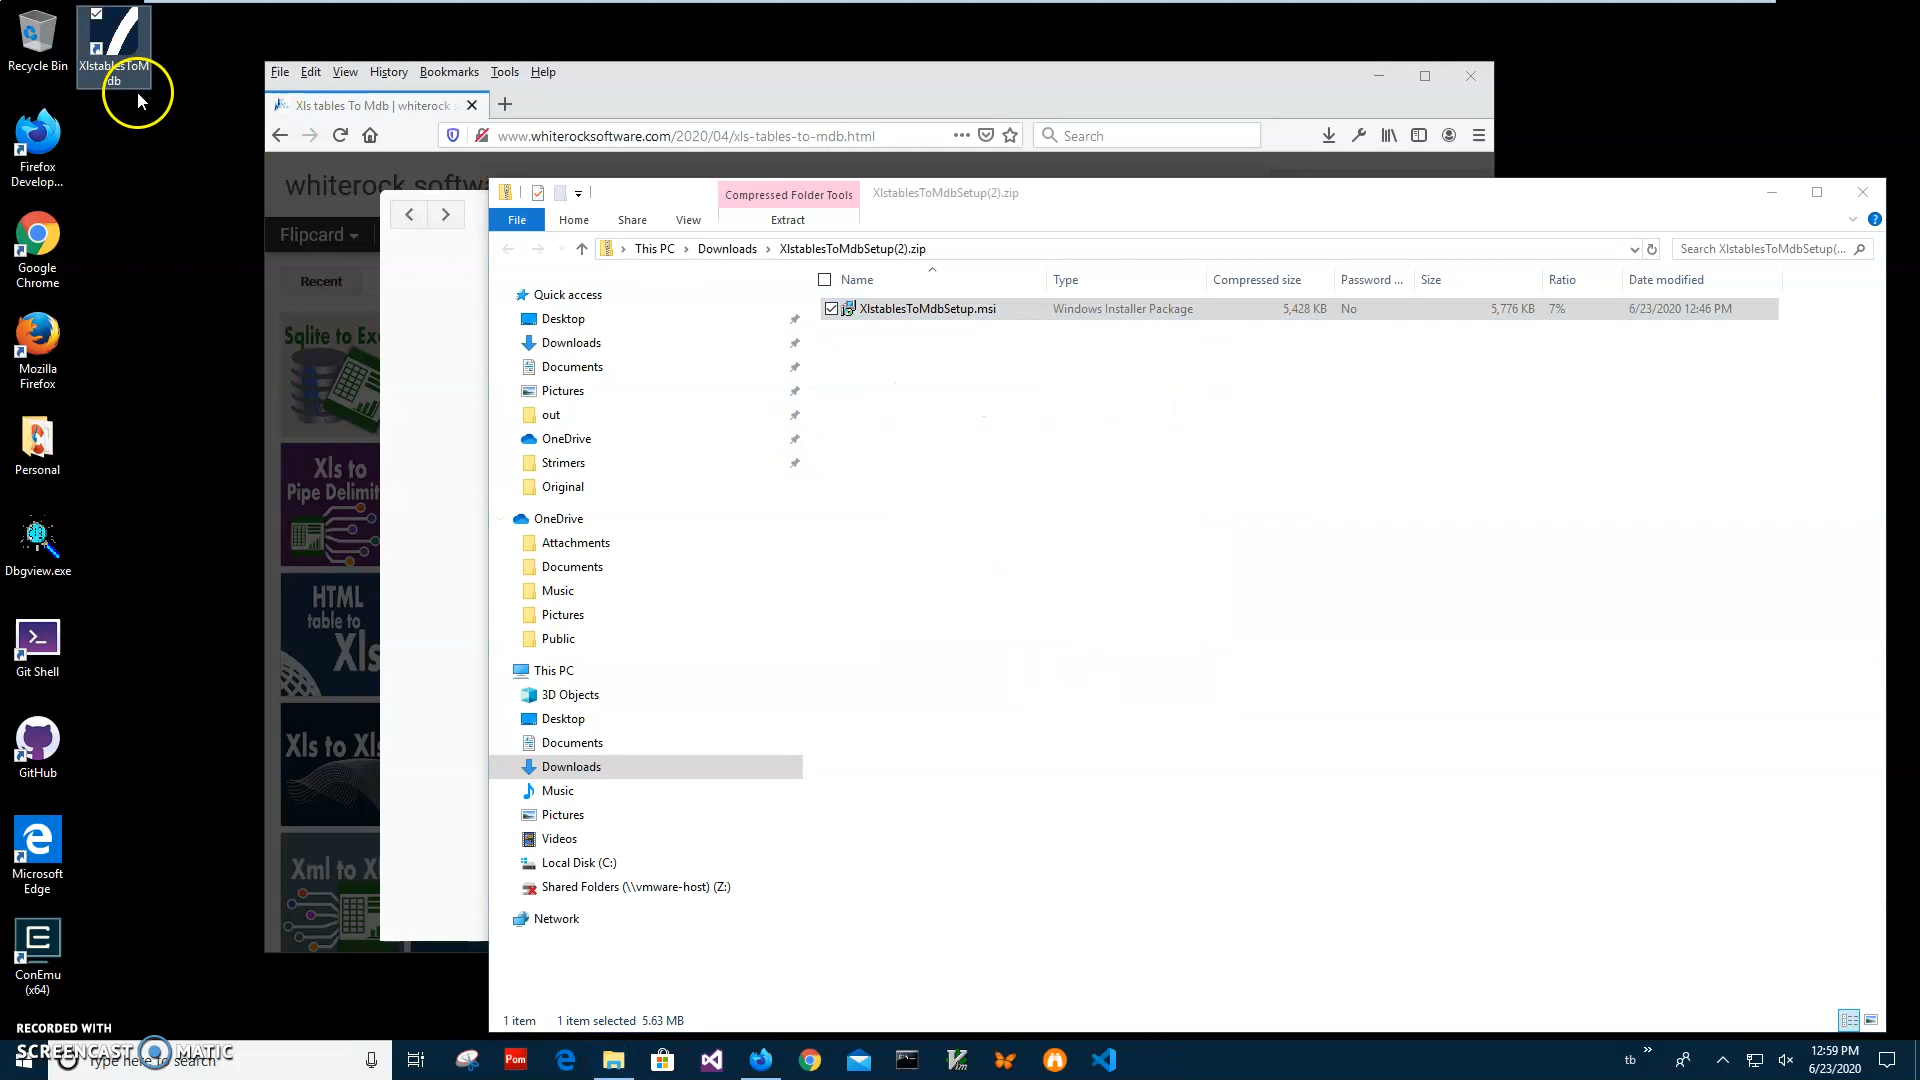 Recycle Bin
XlstablesToM
db
Firefox
Develop...
Google
Chrome
Mozilla
Firefox
Personal
Dbgview.exe
Git Shell
GitHub
Microsoft
Edge
ConEmu
(x64)
RECORDED WITH
SCREENCAST MATIC
File Edit View History Bookmarks Tools Help
Xls tables To Mdb | whiterock s
www.whiterocksoftware.com/2020/04/xls-tables-to-mdb.html
Search
whiterock softwa
Flipcard
Recent
Sqlite to Exc
Xls to
Pipe Delimit
HTML
table to
Xls
Xls to Xls
Xml to Xl
Compressed Folder Tools XlstablesToMdbSetup(2).zip
File Home Share View Extract
This PC Downloads XlstablesToMdbSetup(2).zip
Search XlstablesToMdbSetup(...
Name Type Compressed size Password ... Size Ratio Date modified
XlstablesToMdbSetup.msi Windows Installer Package 5,428 KB No 5,776 KB 7% 6/23/2020 12:46 PM
Quick access
Desktop
Downloads
Documents
Pictures
out
OneDrive
Strimers
Original
OneDrive
Attachments
Documents
Music
Pictures
Public
This PC
3D Objects
Desktop
Documents
Downloads
Music
Pictures
Videos
Local Disk (C:)
Shared Folders (\\vmware-host) (Z:)
Network
1 item 1 item selected 5.63 MB
Type here to search
Pom
Vim
tb
12:59 PM
6/23/2020